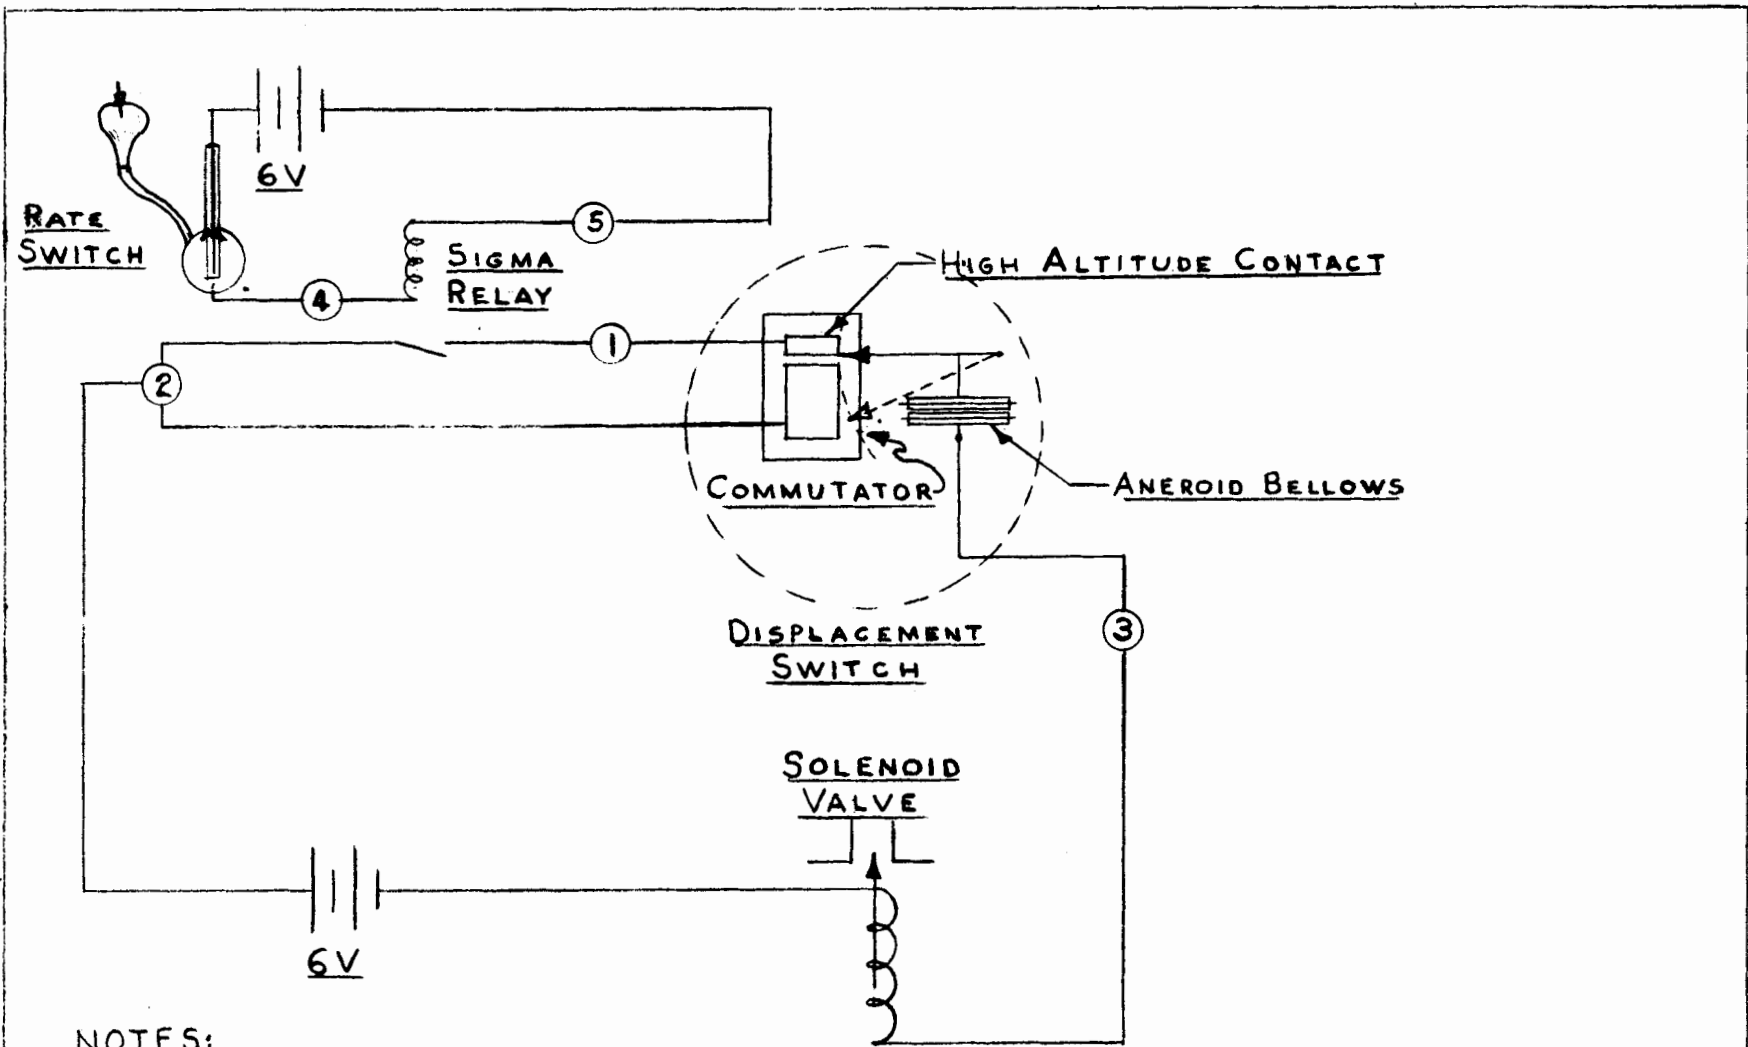 6V
RATE
SWITCH
5
SIGMA
RELAY
4
HIGH ALTITUDE CONTACT
1
2
COMMUTATOR
ANEROID BELLOWS
DISPLACEMENT
SWITCH
3
SOLENOID
VALVE
6V
NOTES: